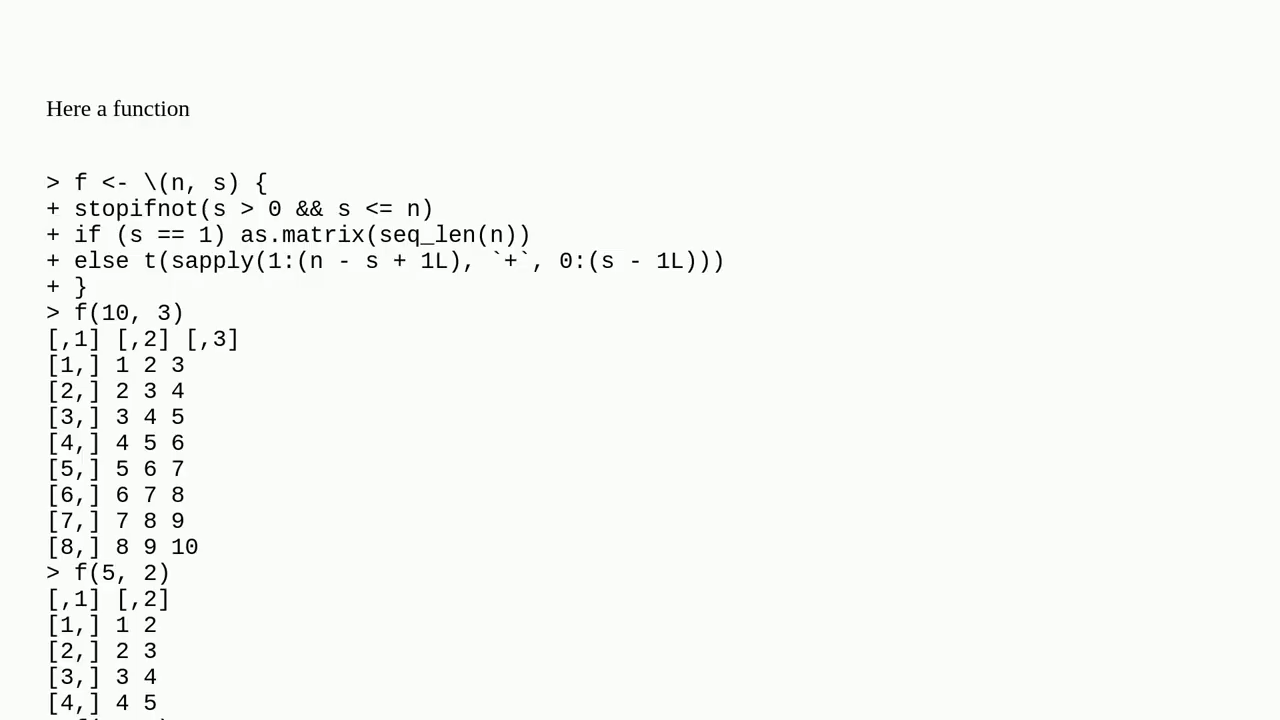 Here a function
> f <- \(n, s) {
+ stopifnot(s > 0 && s <= n)
+ if (s == 1) as.matrix(seq_len(n))
+ else t(sapply(1:(n - s + 1L), `+`, 0:(s - 1L)))
+ }
> f(10, 3)
[,1] [,2] [,3]
[1,] 1 2 3
[2,] 2 3 4
[3,] 3 4 5
[4,] 4 5 6
[5,] 5 6 7
[6,] 6 7 8
[7,] 7 8 9
[8,] 8 9 10
> f(5, 2)
[,1] [,2]
[1,] 1 2
[2,] 2 3
[3,] 3 4
[4,] 4 5